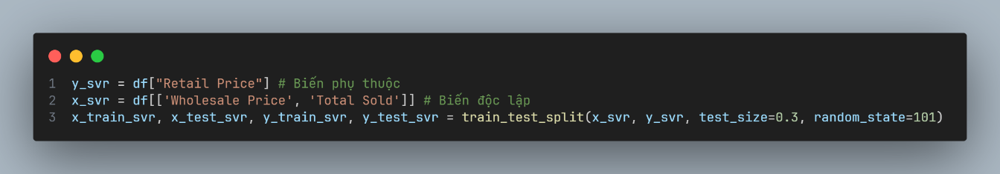 1 y_svr = df["Retail Price"] # Biến phụ thuộc
2 x_svr = df[['Wholesale Price', 'Total Sold']] # Biến độc lập
3 x_train_svr, x_test_svr, y_train_svr, y_test_svr = train_test_split(x_svr, y_svr, test_size=0.3, random_state=101)